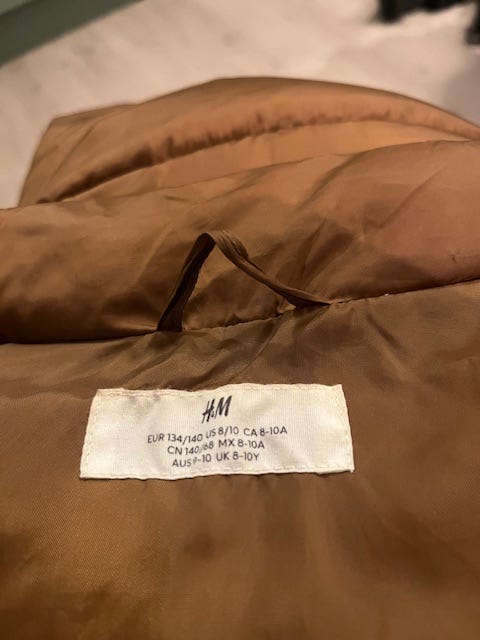 H&M
EUR 134/140 US 8/10 CA 8-10A
CN 140/68 MX 8-10A
AUS 9-10 UK 8-10Y